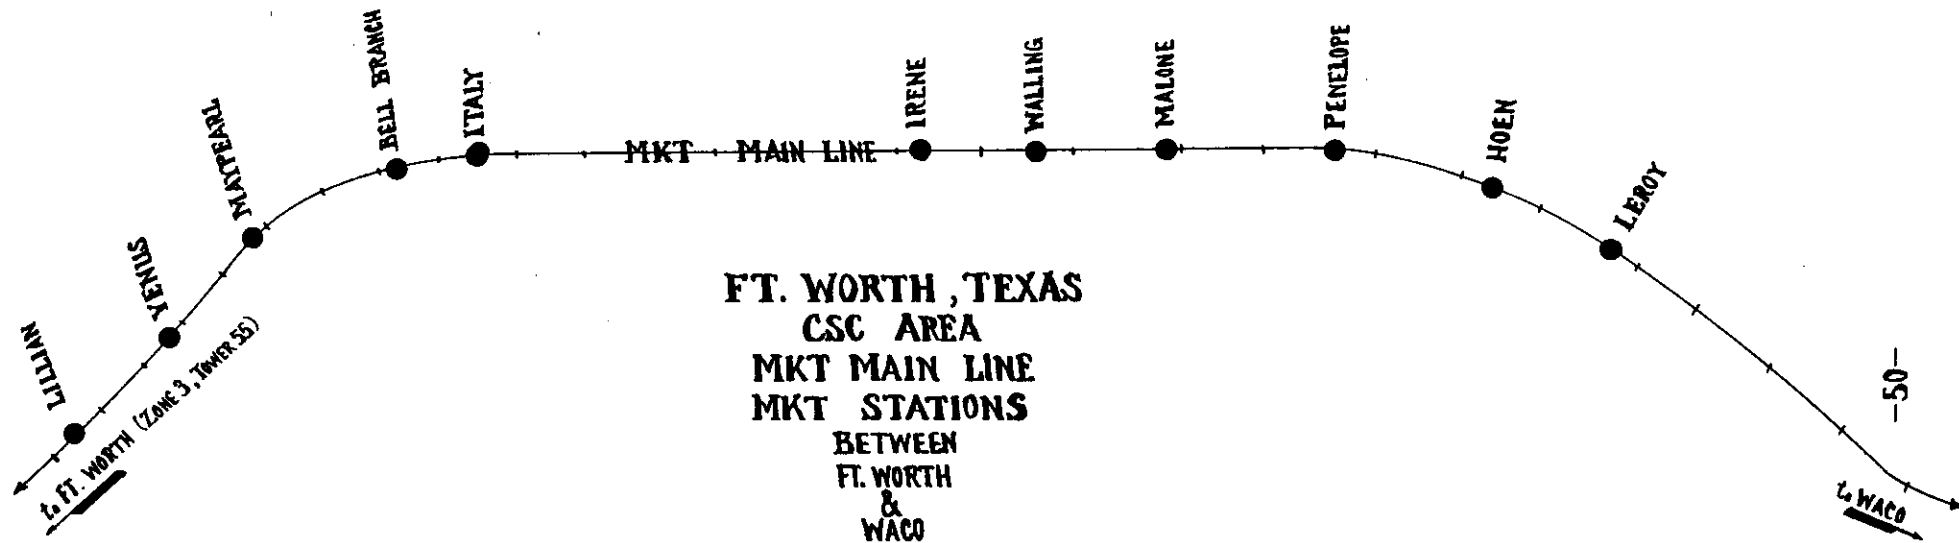 LILLIAN
VENUS
MAYPEARL
BELL BRANCH
ITALY
MKT MAIN LINE
IRENE
WALLING
MALONE
PENELOPE
HOEN
LEROY
to FT. WORTH (ZONE 3, TOWER 55)
FT. WORTH, TEXAS
CSC AREA
MKT MAIN LINE
MKT STATIONS
BETWEEN
FT. WORTH
&
WACO
-50-
to WACO